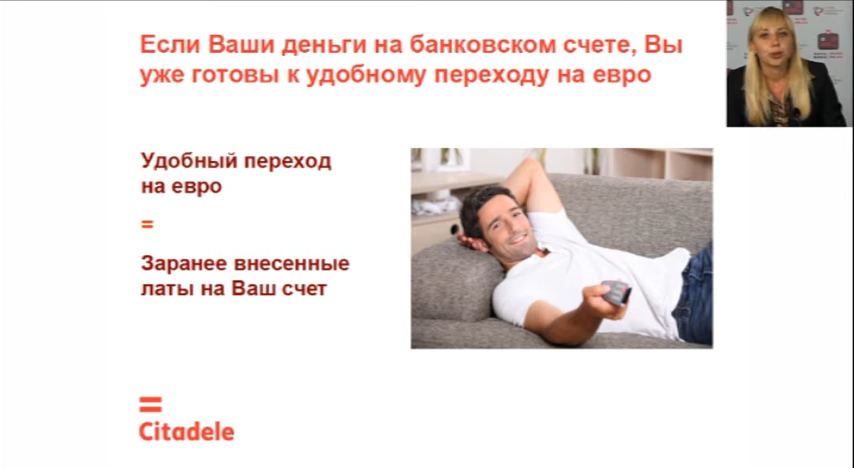 Если Ваши деньги на банковском счете, Вы
уже готовы к удобному переходу на евро
Удобный переход
на евро
=
Заранее внесенные
латы на Ваш счет
Citadele